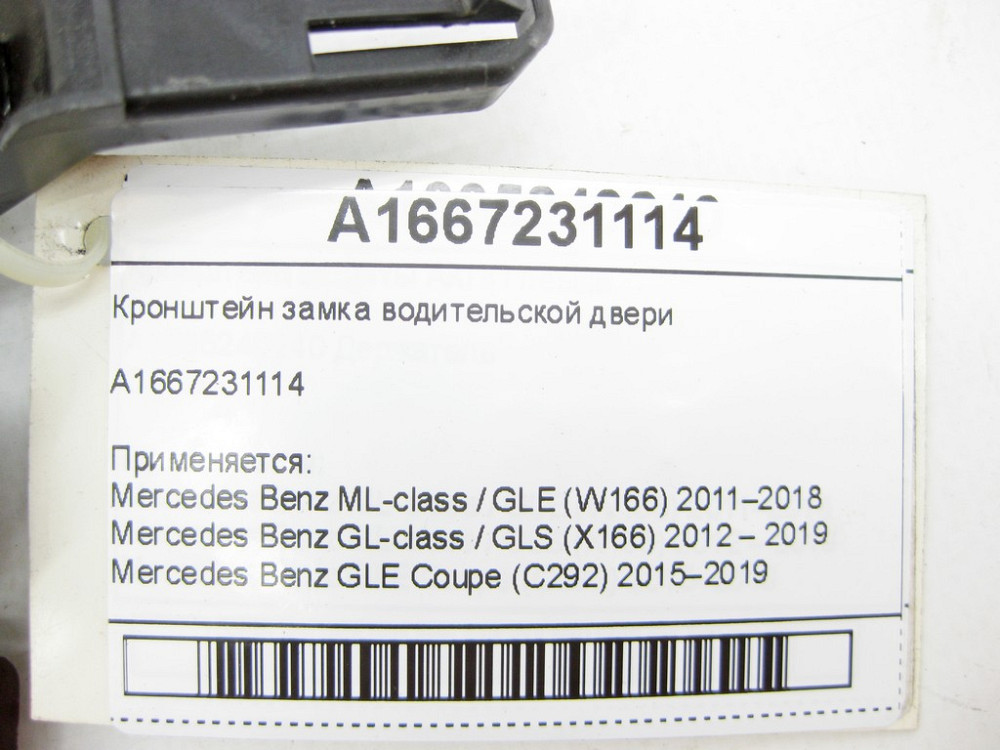 A1667231114
Кронштейн замка водительской двери
A1667231114
Применяется:
Mercedes Benz ML-class / GLE (W166) 2011–2018
Mercedes Benz GL-class / GLS (X166) 2012 – 2019
Mercedes Benz GLE Coupe (C292) 2015–2019